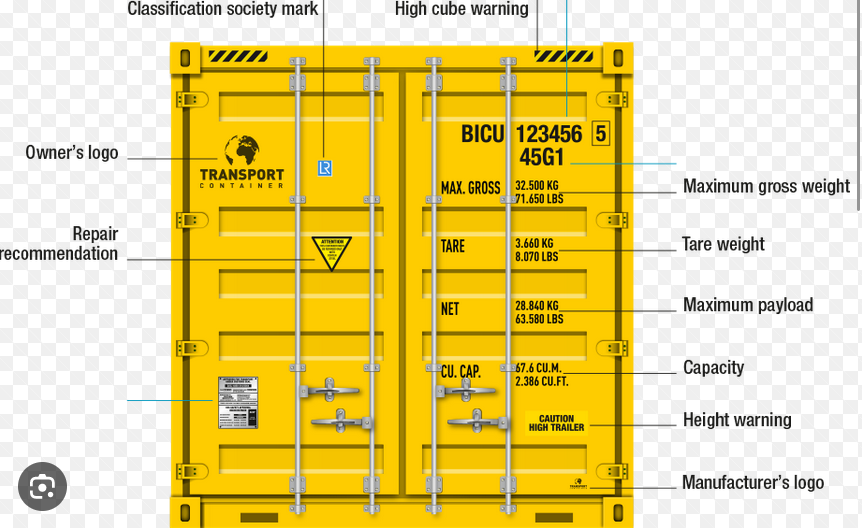 Classification society mark
High cube warning
BICU 123456 5
45G1
Owner's logo
TRANSPORT
CONTAINER
LR
MAX. GROSS 32.500 KG
71.650 LBS
Maximum gross weight
Repair
recommendation
ATTENTION
TARE 3.660 KG
8.070 LBS
Tare weight
NET 28.840 KG
63.580 LBS
Maximum payload
CU. CAP. 67.6 CU.M.
2.386 CU.FT.
Capacity
CAUTION
HIGH TRAILER
Height warning
TRANSPORT
Manufacturer's logo